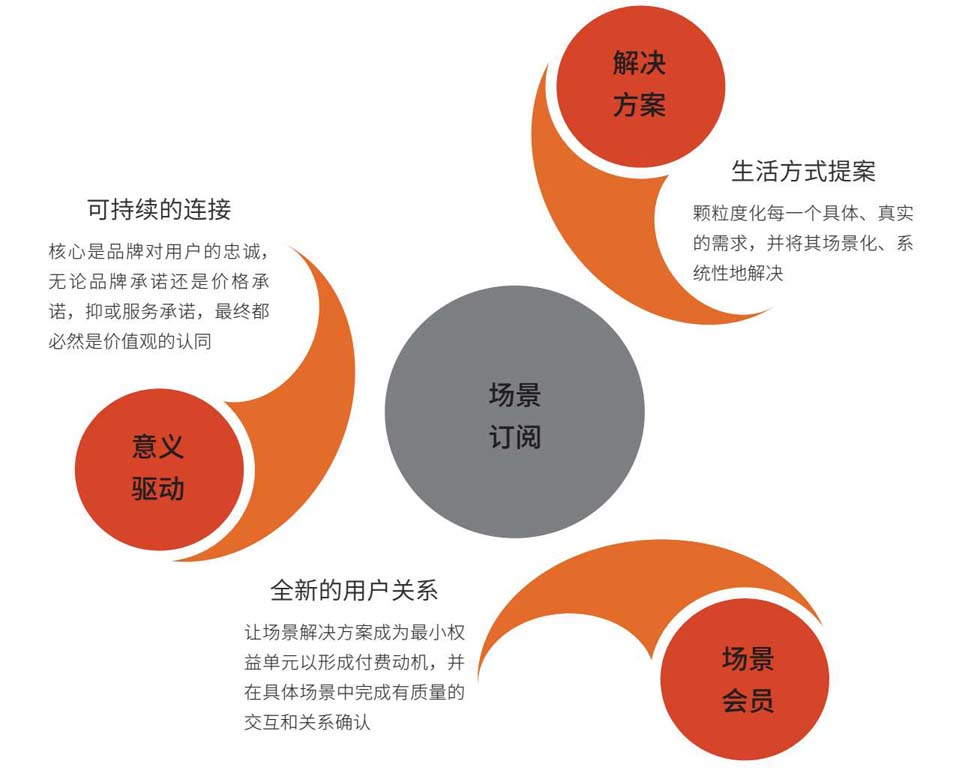 解决
方案
生活方式提案
颗粒度化每一个具体、真实
的需求，并将其场景化、系
统性地解决
可持续的连接
核心是品牌对用户的忠诚，
无论品牌承诺还是价格承
诺，抑或服务承诺，最终都
必然是价值观的认同
意义
驱动
场景
订阅
全新的用户关系
让场景解决方案成为最小权
益单元以形成付费动机，并
在具体场景中完成有质量的
交互和关系确认
场景
会员